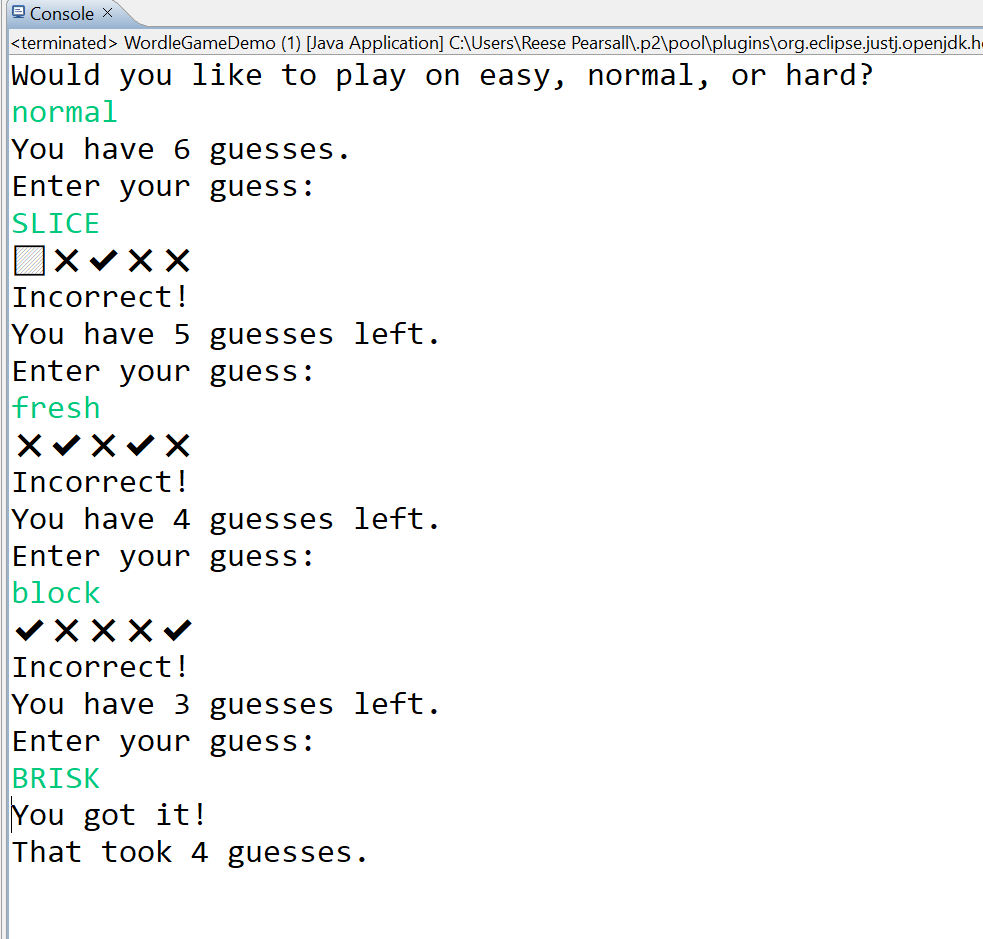 Console
<terminated> WordleGameDemo (1) [Java Application] C:\Users\Reese Pearsall\.p2\pool\plugins\org.eclipse.justj.openjdk.h
Would you like to play on easy, normal, or hard?
normal
You have 6 guesses.
Enter your guess:
SLICE
🔲❌✔❌❌
Incorrect!
You have 5 guesses left.
Enter your guess:
fresh
❌✔❌✔❌
Incorrect!
You have 4 guesses left.
Enter your guess:
block
✔❌❌❌✔
Incorrect!
You have 3 guesses left.
Enter your guess:
BRISK
You got it!
That took 4 guesses.